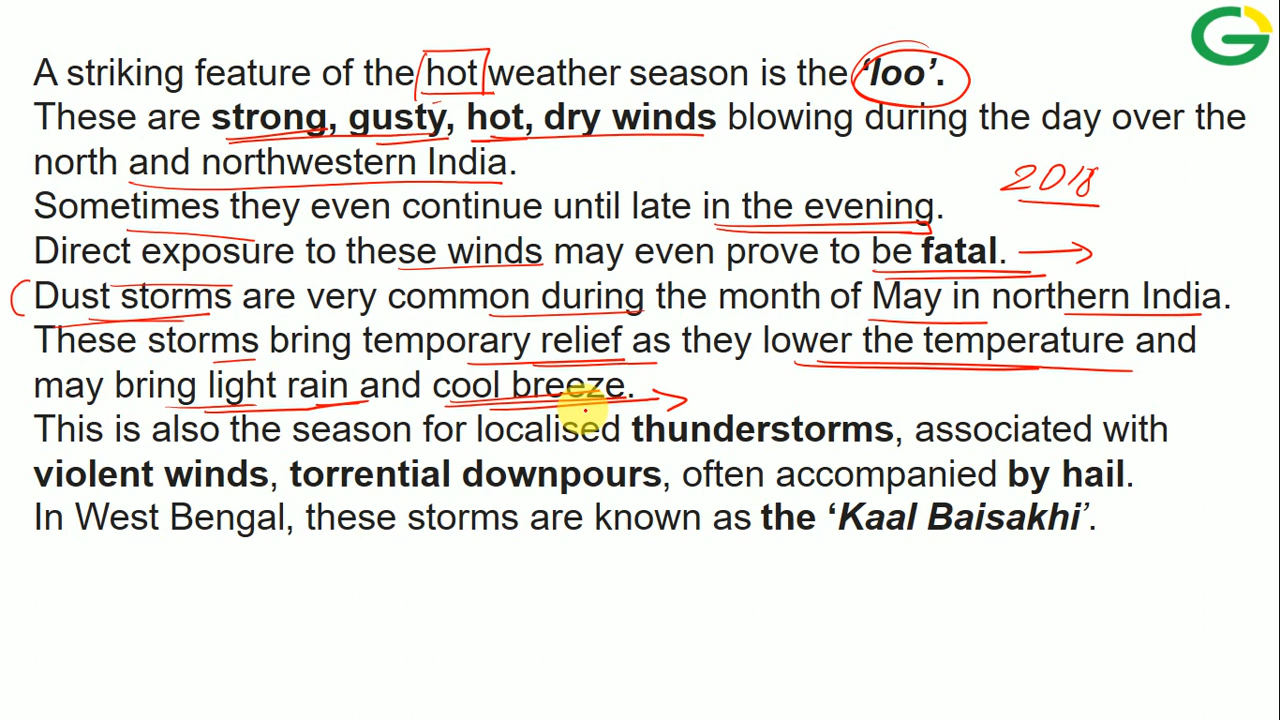 A striking feature of the hot weather season is the ‘loo’.
These are strong, gusty, hot, dry winds blowing during the day over the
north and northwestern India.
2018
Sometimes they even continue until late in the evening.
Direct exposure to these winds may even prove to be fatal.
Dust storms are very common during the month of May in northern India.
These storms bring temporary relief as they lower the temperature and
may bring light rain and cool breeze.
This is also the season for localised thunderstorms, associated with
violent winds, torrential downpours, often accompanied by hail.
In West Bengal, these storms are known as the ‘Kaal Baisakhi’.